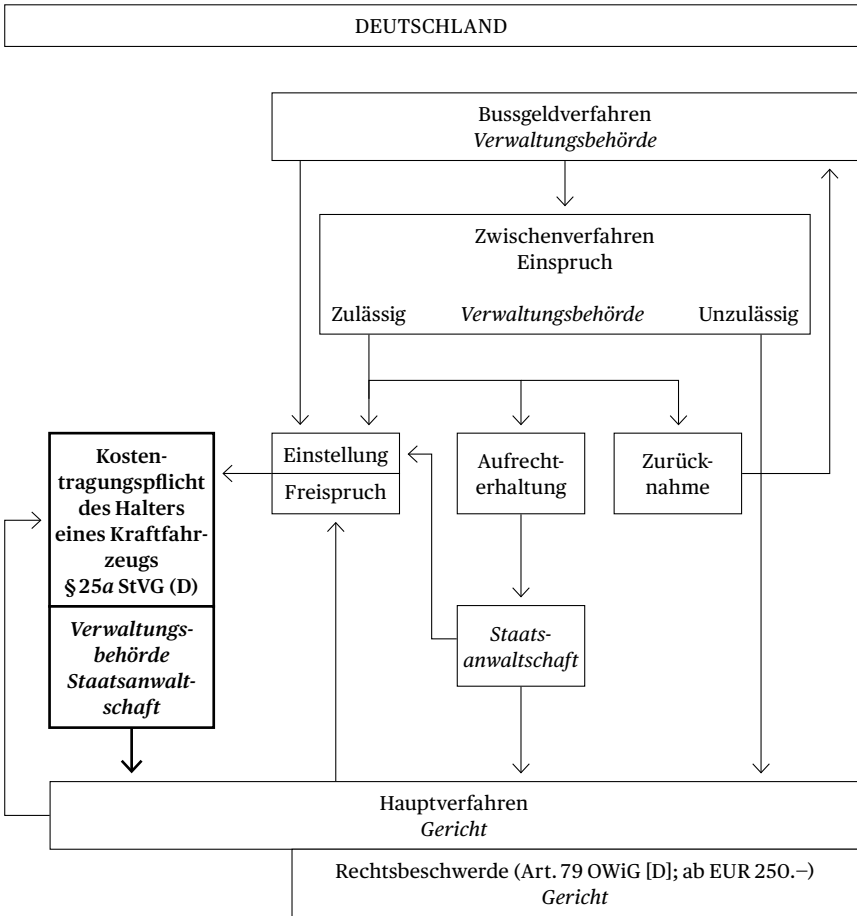 DEUTSCHLAND
Bussgeldverfahren
Verwaltungsbehörde
Zwischenverfahren
Einspruch
Zulässig Verwaltungsbehörde Unzulässig
Kosten-
tragungspflicht
des Halters
eines Kraftfahr-
zeugs
§ 25a StVG (D)
Verwaltungs-
behörde
Staatsanwalt-
schaft
Einstellung
Freispruch
Aufrecht-
erhaltung
Zurück-
nahme
Staats-
anwaltschaft
Hauptverfahren
Gericht
Rechtsbeschwerde (Art. 79 OWiG [D]; ab EUR 250.–)
Gericht